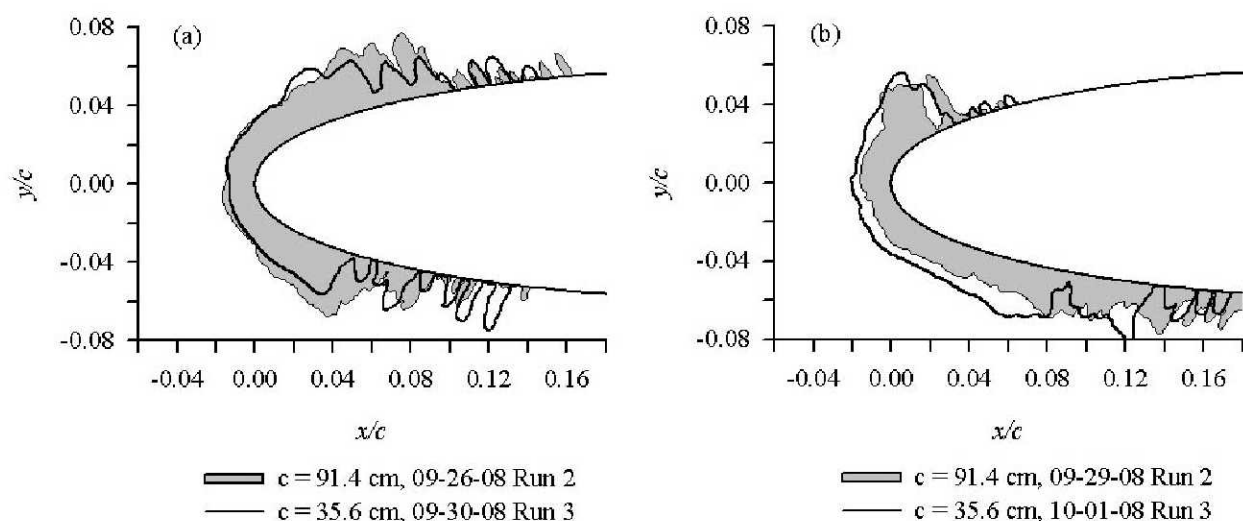 (a)
0.08
0.04
0.00
-0.04
-0.08
y/c
-0.04 0.00 0.04 0.08 0.12 0.16
x/c
c = 91.4 cm, 09-26-08 Run 2
c = 35.6 cm, 09-30-08 Run 3
(b)
0.08
0.04
0.00
-0.04
-0.08
y/c
-0.04 0.00 0.04 0.08 0.12 0.16
x/c
c = 91.4 cm, 09-29-08 Run 2
c = 35.6 cm, 10-01-08 Run 3